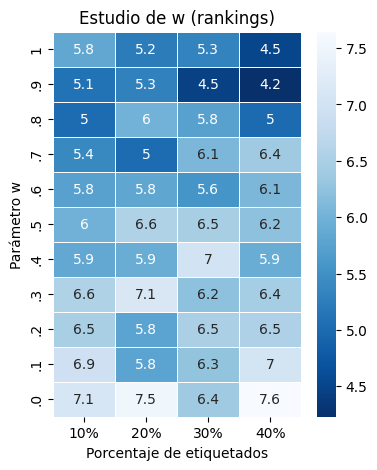 Estudio de w (rankings)
Parámetro w
1 5.8 5.2 5.3 4.5
.9 5.1 5.3 4.5 4.2
.8 5 6 5.8 5
.7 5.4 5 6.1 6.4
.6 5.8 5.8 5.6 6.1
.5 6 6.6 6.5 6.2
.4 5.9 5.9 7 5.9
.3 6.6 7.1 6.2 6.4
.2 6.5 5.8 6.5 6.5
.1 6.9 5.8 6.3 7
.0 7.1 7.5 6.4 7.6
10% 20% 30% 40%
Porcentaje de etiquetados
7.5
7.0
6.5
6.0
5.5
5.0
4.5